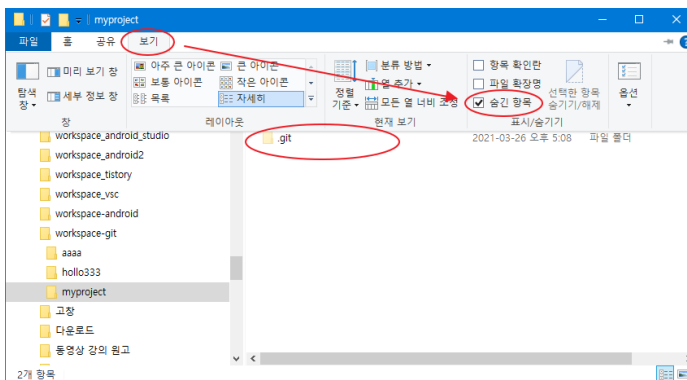 myproject
파일 홈 공유 보기
미리 보기 창
세부 정보 창
탐색
창
창
아주 큰 아이콘 큰 아이콘
보통 아이콘 작은 아이콘
목록 자세히
레이아웃
정렬
기준
분류 방법
열 추가
모든 열 너비 조정
현재 보기
항목 확인란
파일 확장명
숨긴 항목
선택한 항목
숨기기/해제
표시/숨기기
옵션
workspace_android_studio
workspace_android2
workspace_tistory
workspace_vsc
workspace-android
workspace-git
aaaa
hollo333
myproject
고창
다운로드
동영상 강의 원고
.git 2021-03-26 오후 5:08 파일 폴더
2개 항목